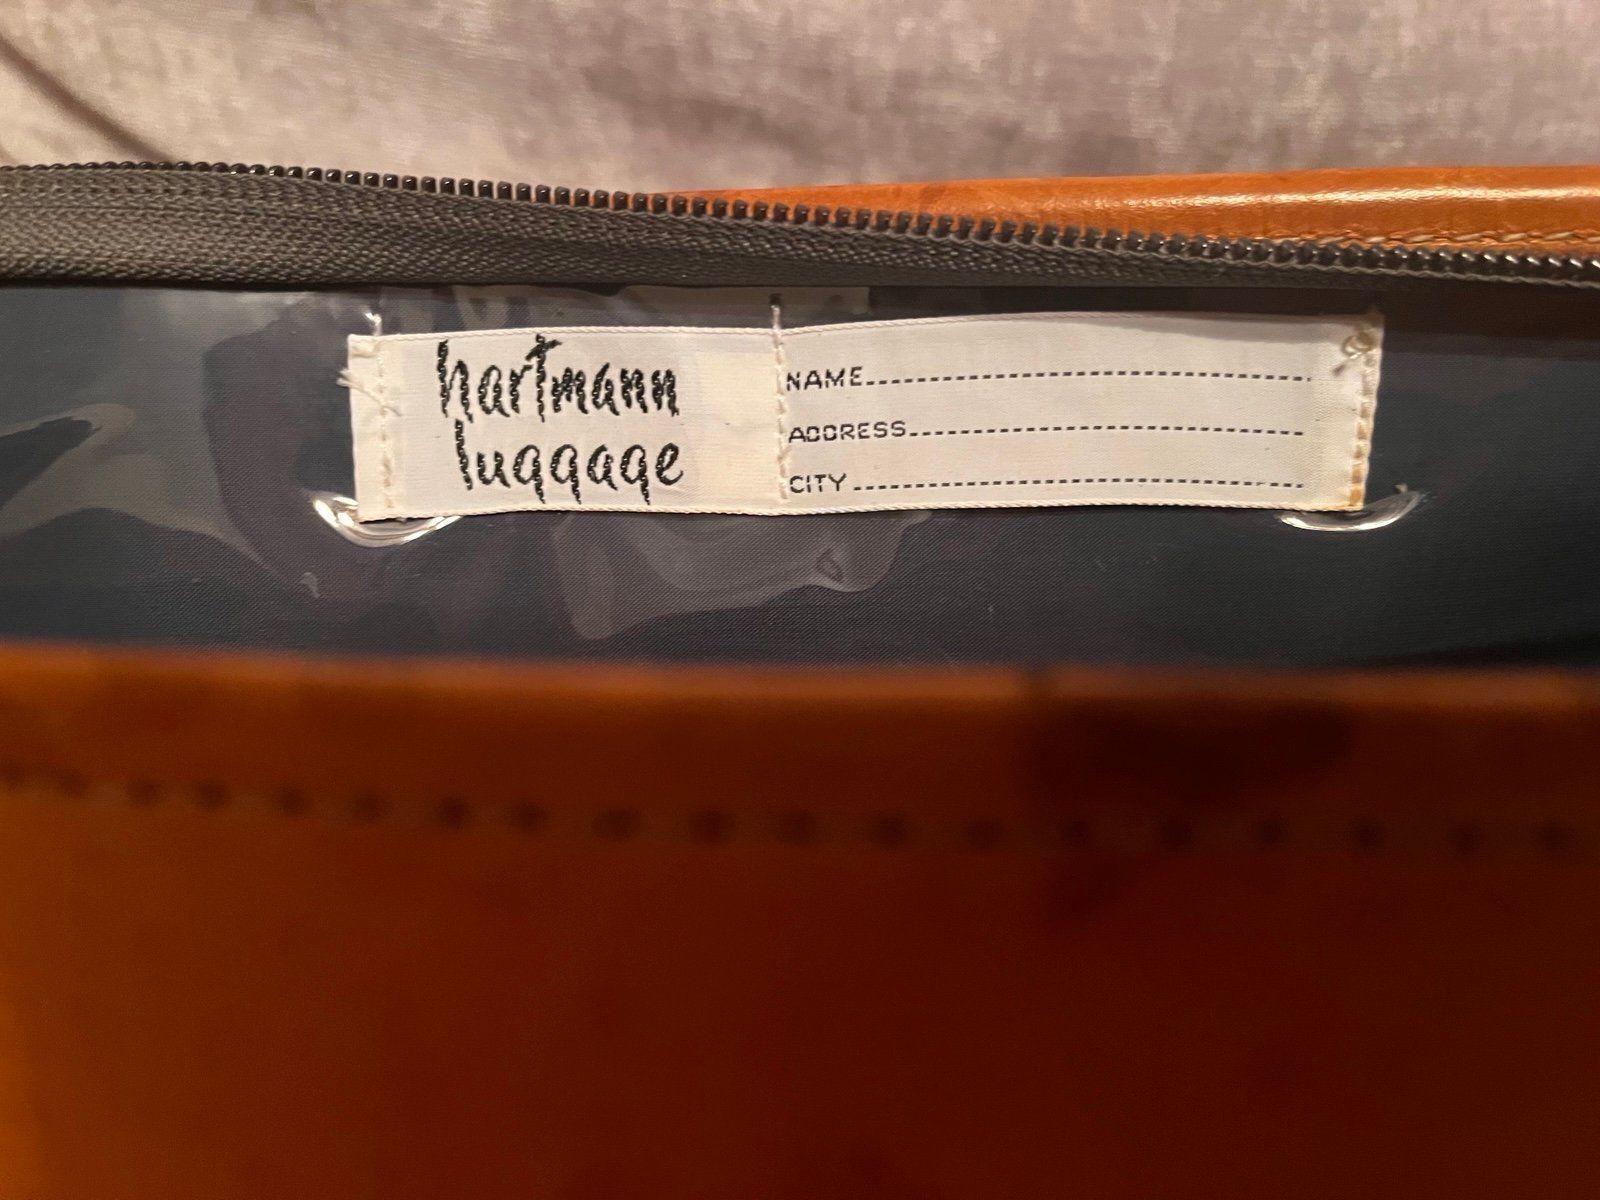 hartmann
luggage
NAME
ADDRESS
CITY